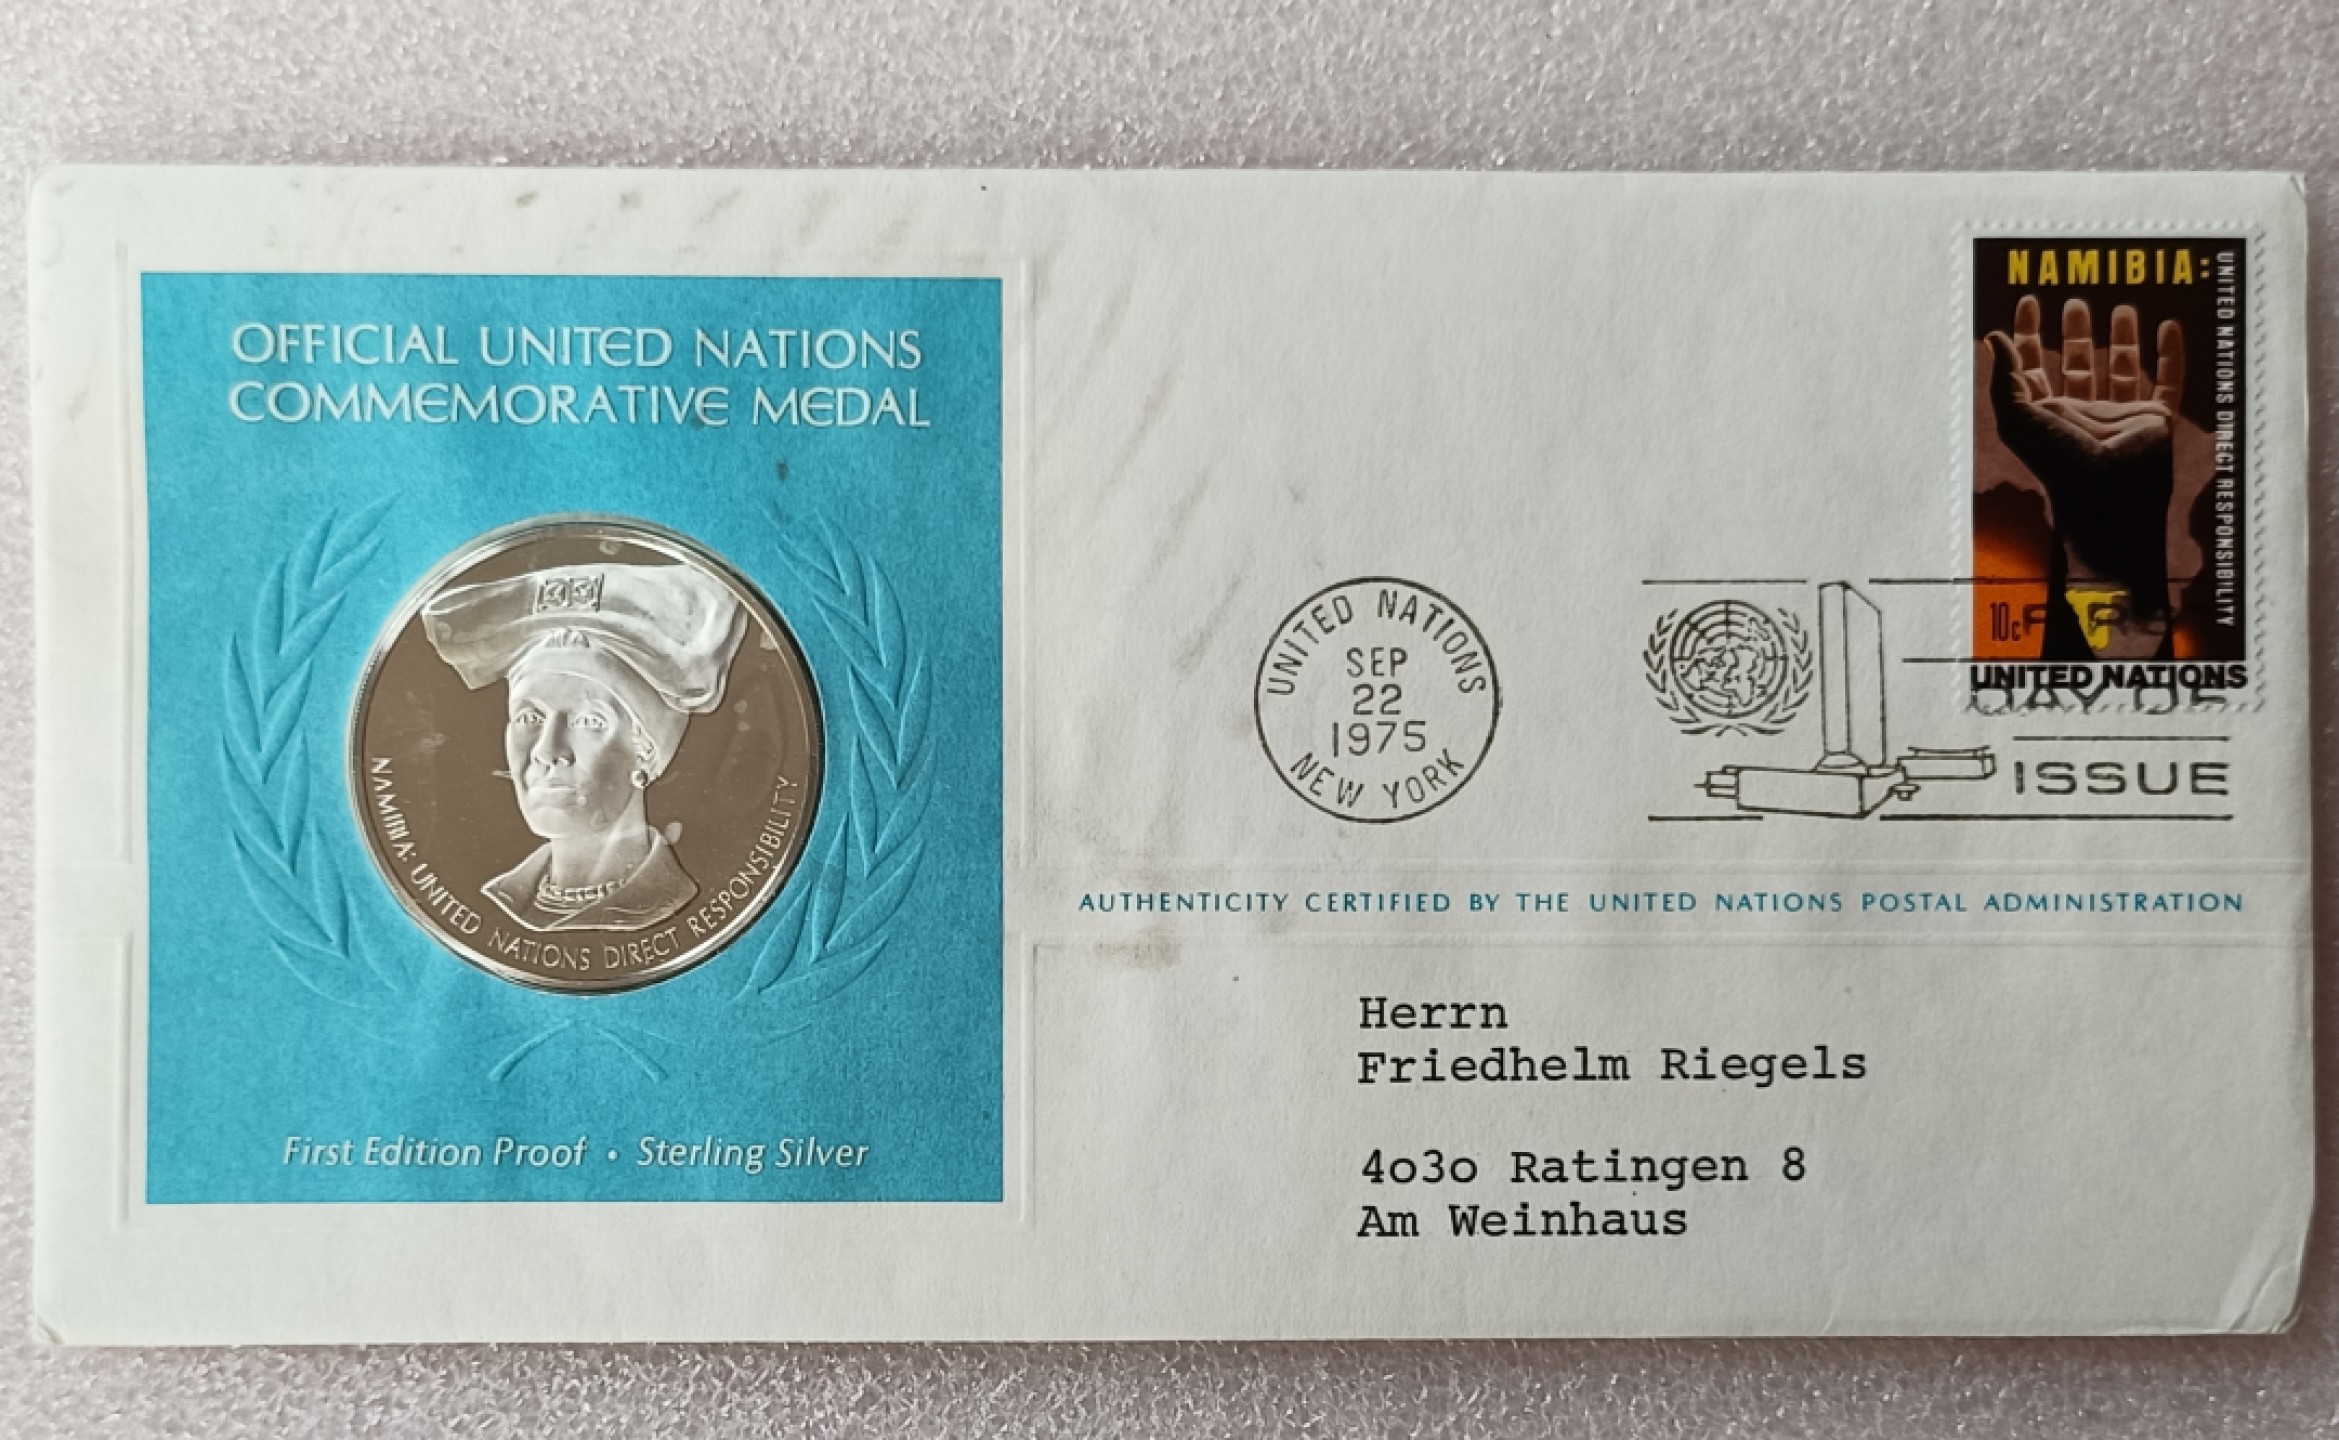 OFFICIAL UNITED NATIONS
COMMEMORATIVE MEDAL
NAMIBIA: UNITED NATIONS DIRECT RESPONSIBILITY
First Edition Proof • Sterling Silver
NAMIBIA:
UNITED NATIONS DIRECT RESPONSIBILITY
10c
UNITED NATIONS
UNITED NATIONS
SEP
22
1975
NEW YORK
DAY OF
ISSUE
AUTHENTICITY CERTIFIED BY THE UNITED NATIONS POSTAL ADMINISTRATION
Herrn
Friedhelm Riegels
4o3o Ratingen 8
Am Weinhaus